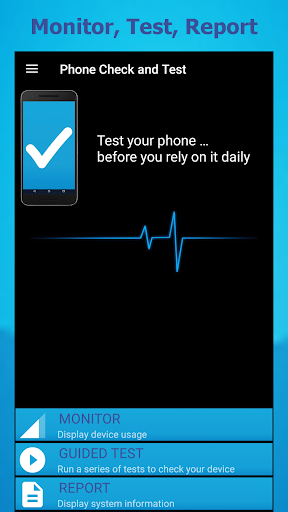 Monitor, Test, Report
Phone Check and Test
Test your phone ...
before you rely on it daily
MONITOR
Display device usage
GUIDED TEST
Run a series of tests to check your device
REPORT
Display system information